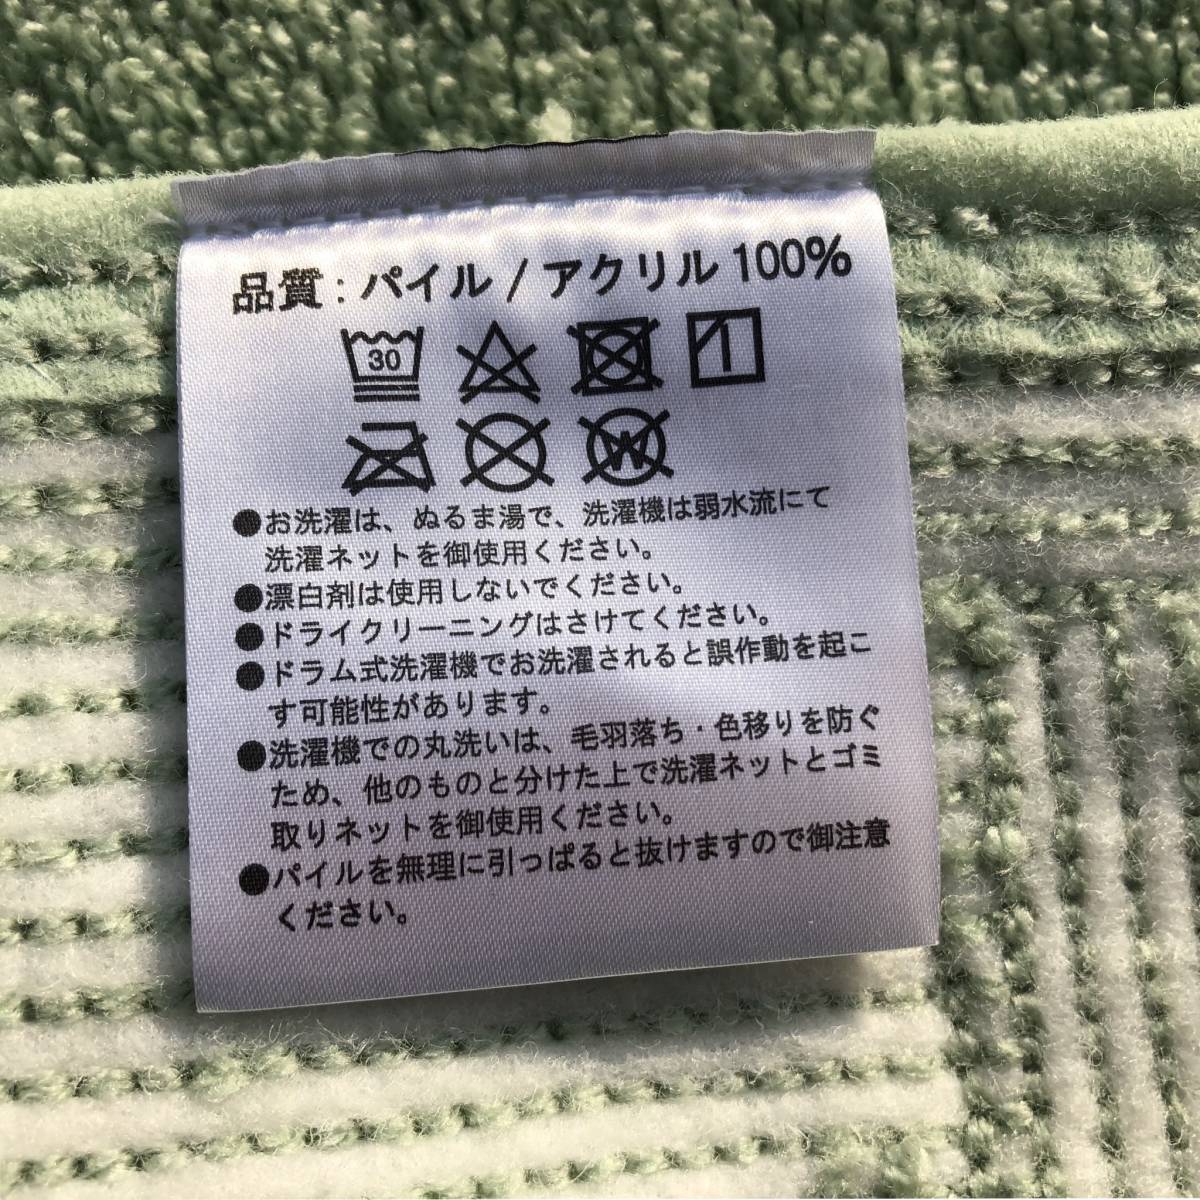 品質：パイル / アクリル 100%
30
W
●お洗濯は、ぬるま湯で、洗濯機は弱水流にて
洗濯ネットを御使用ください。
●漂白剤は使用しないでください。
●ドライクリーニングはさけてください。
●ドラム式洗濯機でお洗濯されると誤作動を起こ
す可能性があります。
●洗濯機での丸洗いは、毛羽落ち・色移りを防ぐ
ため、他のものと分けた上で洗濯ネットとゴミ
取りネットを御使用ください。
●パイルを無理に引っぱると抜けますので御注意
ください。